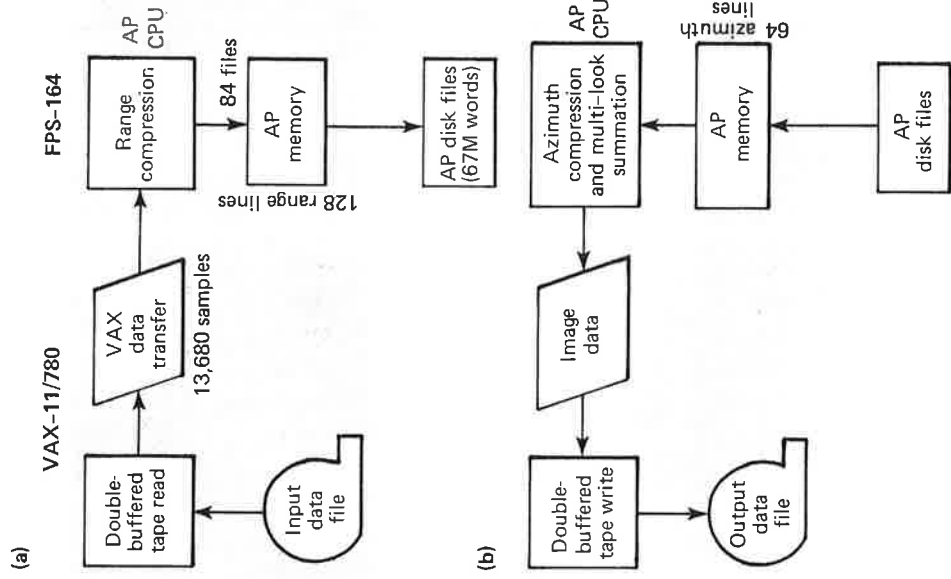 (a)
VAX-11/780
FPS-164
Double-
buffered
tape read
Input
data
file
VAX
data
transfer
13,680 samples
Range
compression
AP
CPU
84 files
128 range lines
AP
memory
AP disk files
(67M words)
(b)
Double-
buffered
tape write
Output
data
file
Image
data
Azimuth
compression
and multi-look
summation
AP
CPU
64 azimuth
lines
AP
memory
AP
disk files